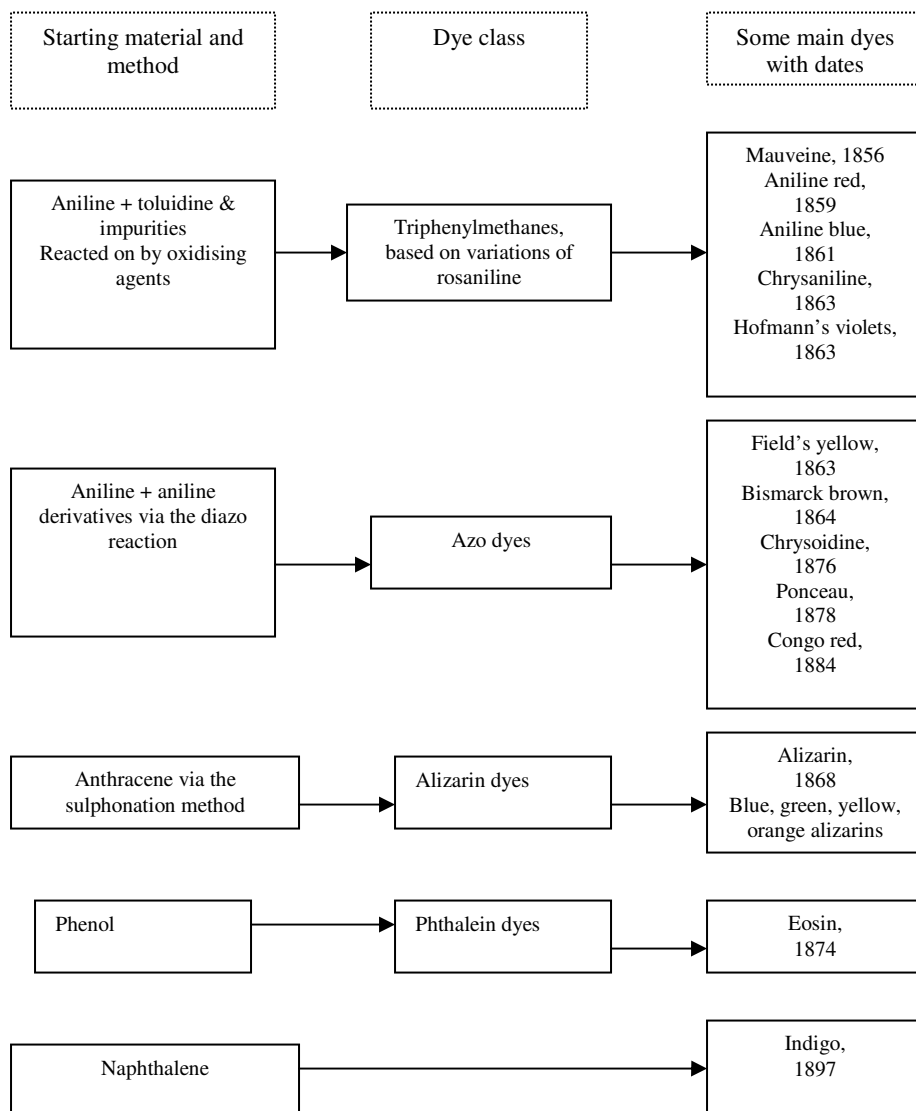 Starting material and
method
Dye class
Some main dyes
with dates
Aniline + toluidine &
impurities
Reacted on by oxidising
agents
Triphenylmethanes,
based on variations of
rosaniline
Mauveine, 1856
Aniline red,
1859
Aniline blue,
1861
Chrysaniline,
1863
Hofmann's violets,
1863
Aniline + aniline
derivatives via the diazo
reaction
Azo dyes
Field's yellow,
1863
Bismarck brown,
1864
Chrysoidine,
1876
Ponceau,
1878
Congo red,
1884
Anthracene via the
sulphonation method
Alizarin dyes
Alizarin,
1868
Blue, green, yellow,
orange alizarins
Phenol
Phthalein dyes
Eosin,
1874
Naphthalene
Indigo,
1897